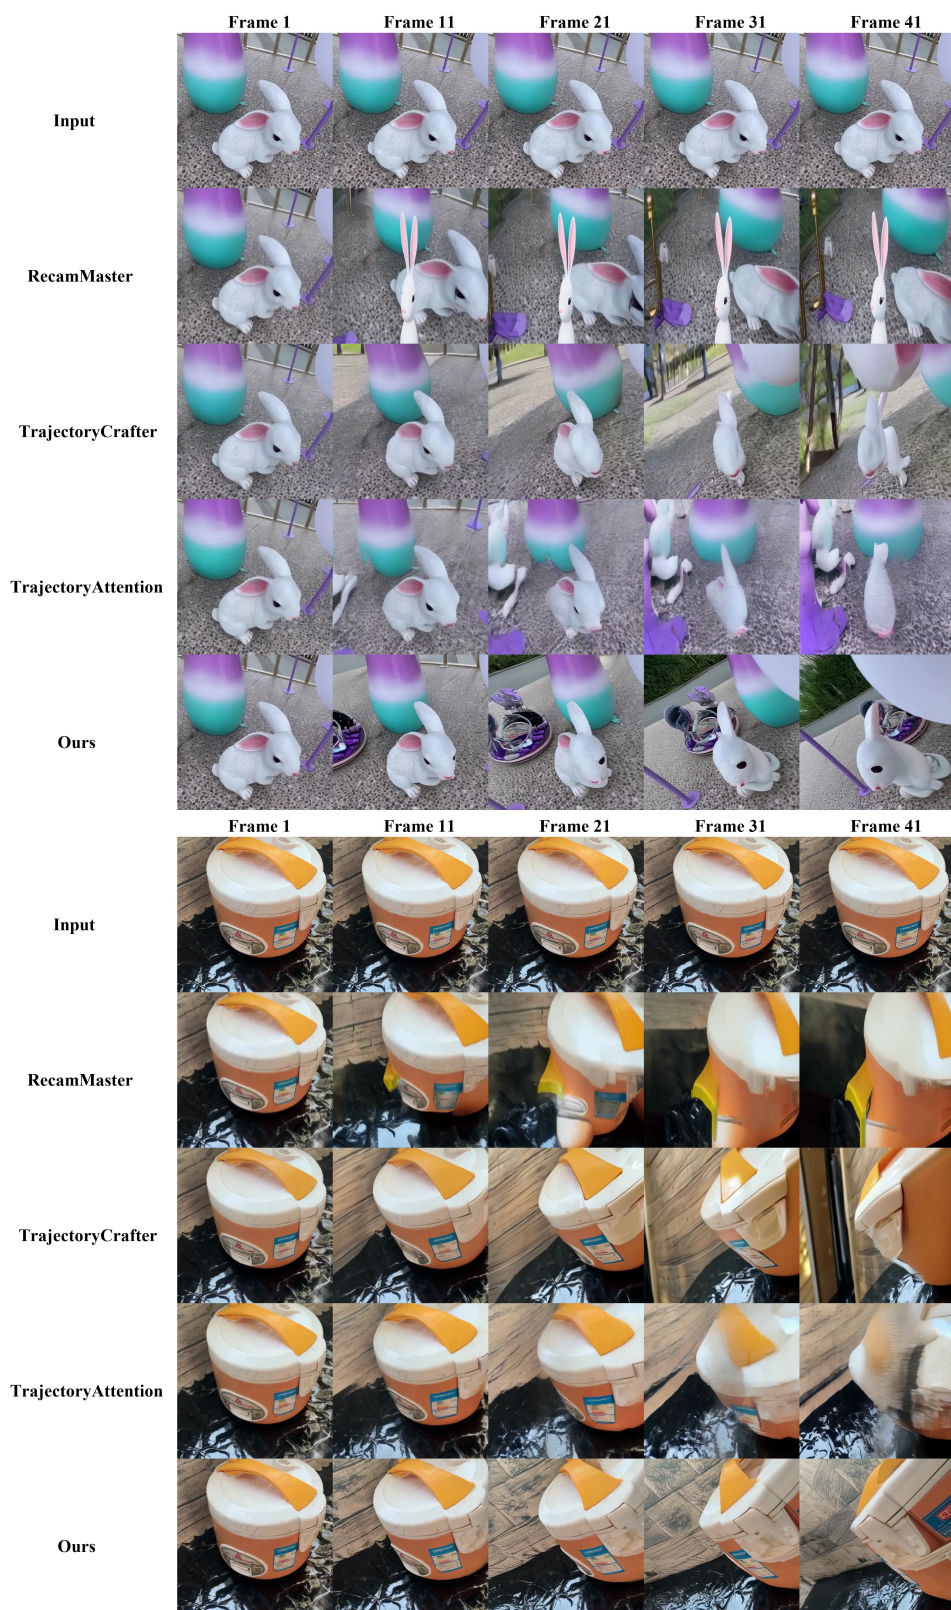 Frame 1 Frame 11 Frame 21 Frame 31 Frame 41
Input
RecamMaster
TrajectoryCrafter
TrajectoryAttention
Ours
Frame 1 Frame 11 Frame 21 Frame 31 Frame 41
Input
RecamMaster
TrajectoryCrafter
TrajectoryAttention
Ours